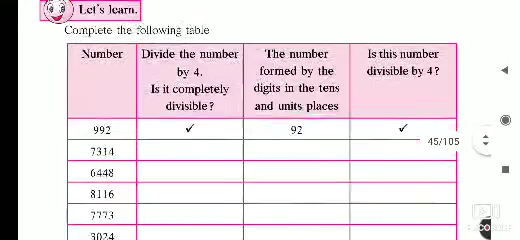 Let's learn.
Complete the following table
Number
Divide the number
by 4.
Is it completely
divisible?
The number
formed by the
digits in the tens
and units places
Is this number
divisible by 4?
992 ✓ 92 ✓
45/105
7314
6448
8116
7773
3024